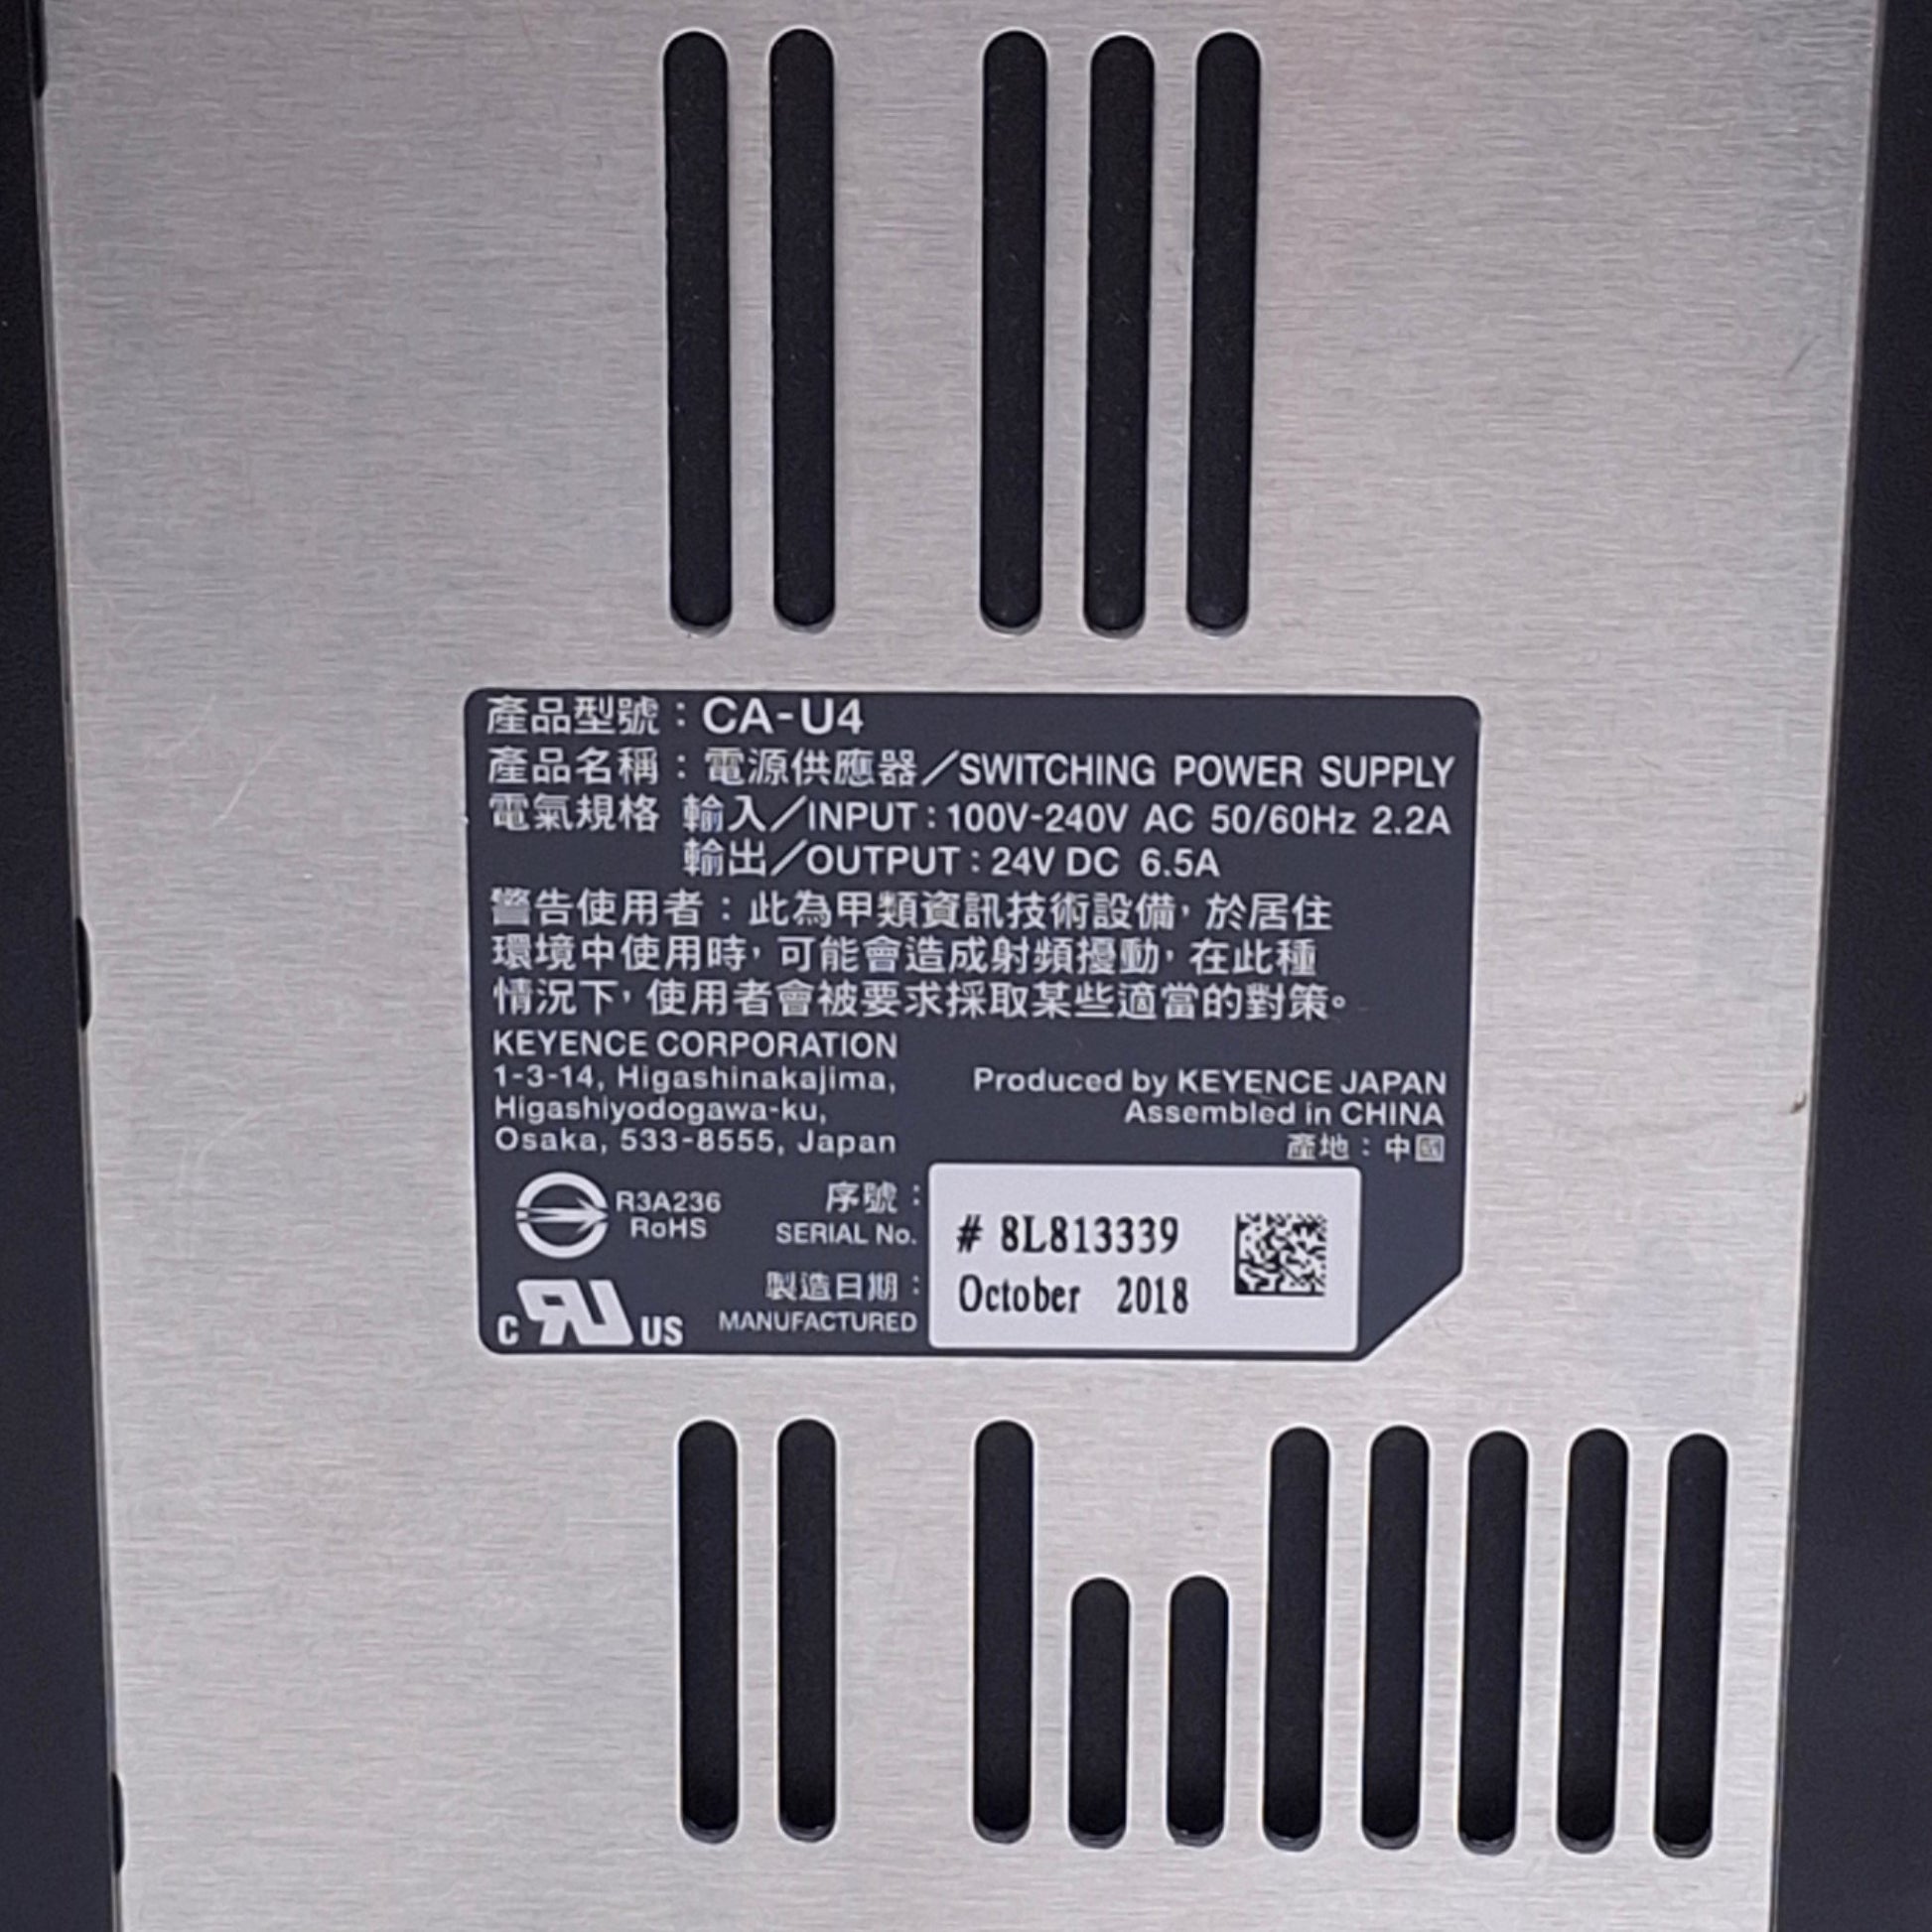 產品型號：CA-U4
產品名稱：電源供應器／SWITCHING POWER SUPPLY
電氣規格 輸入／INPUT：100V-240V AC 50/60Hz 2.2A
輸出／OUTPUT：24V DC 6.5A
警告使用者：此為甲類資訊技術設備，於居住
環境中使用時，可能會造成射頻擾動，在此種
情況下，使用者會被要求採取某些適當的對策。
KEYENCE CORPORATION
1-3-14, Higashinakajima,
Higashiyodogawa-ku,
Osaka, 533-8555, Japan
Produced by KEYENCE JAPAN
Assembled in CHINA
產地：中國
R3A236
RoHS
序號：
SERIAL No.
# 8L813339
製造日期：
MANUFACTURED
October 2018
C RU US